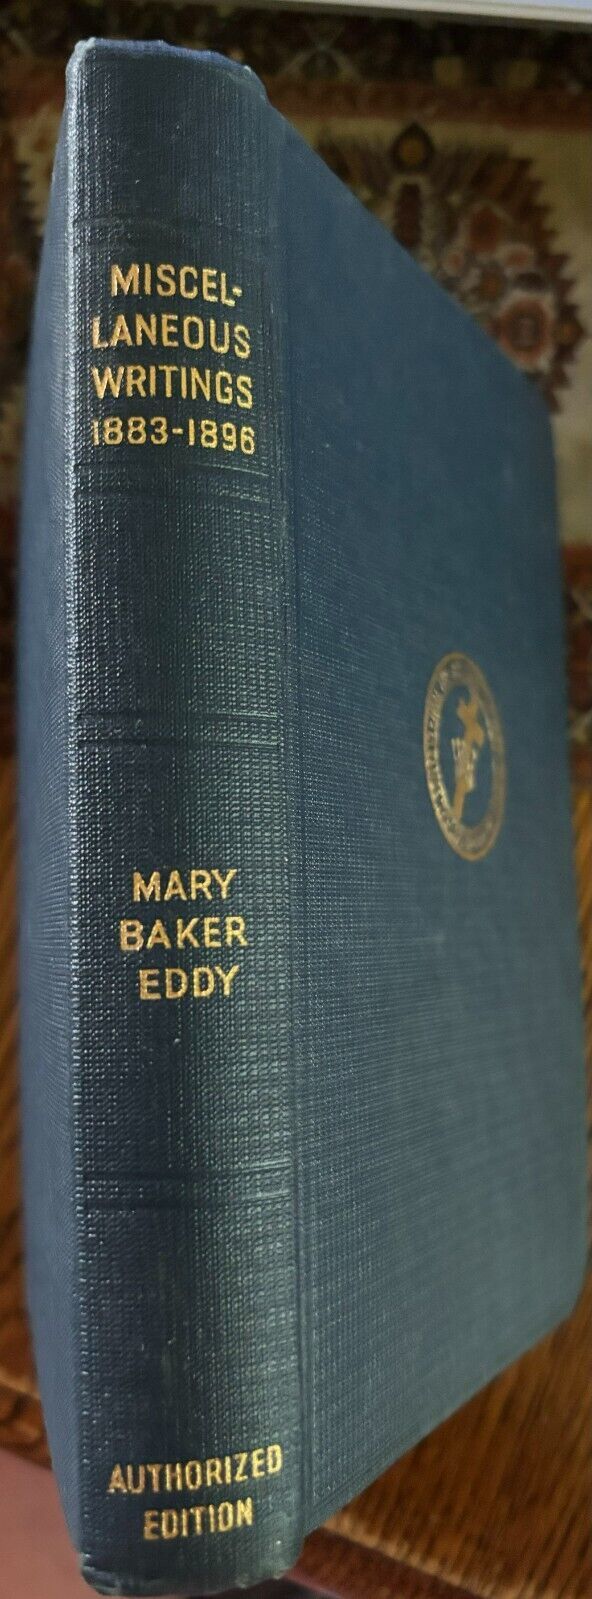 MISCEL-
LANEOUS
WRITINGS
1883-1896
MARY
BAKER
EDDY
AUTHORIZED
EDITION